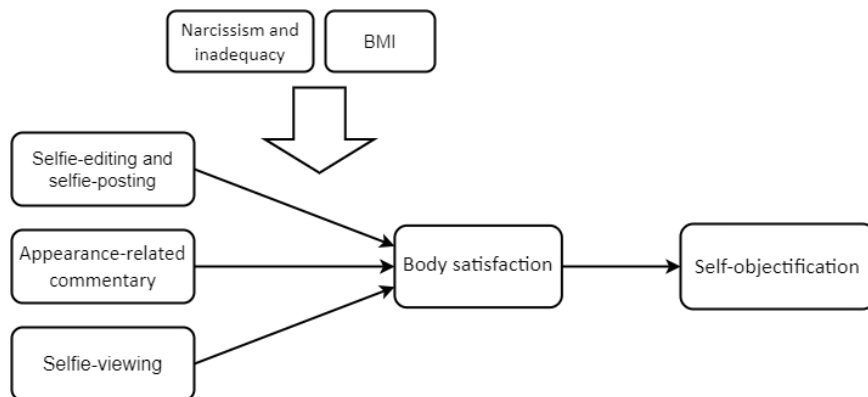 Narcissism and
inadequacy
BMI
Selfie-editing and
selfie-posting
Appearance-related
commentary
Body satisfaction
Self-objectification
Selfie-viewing